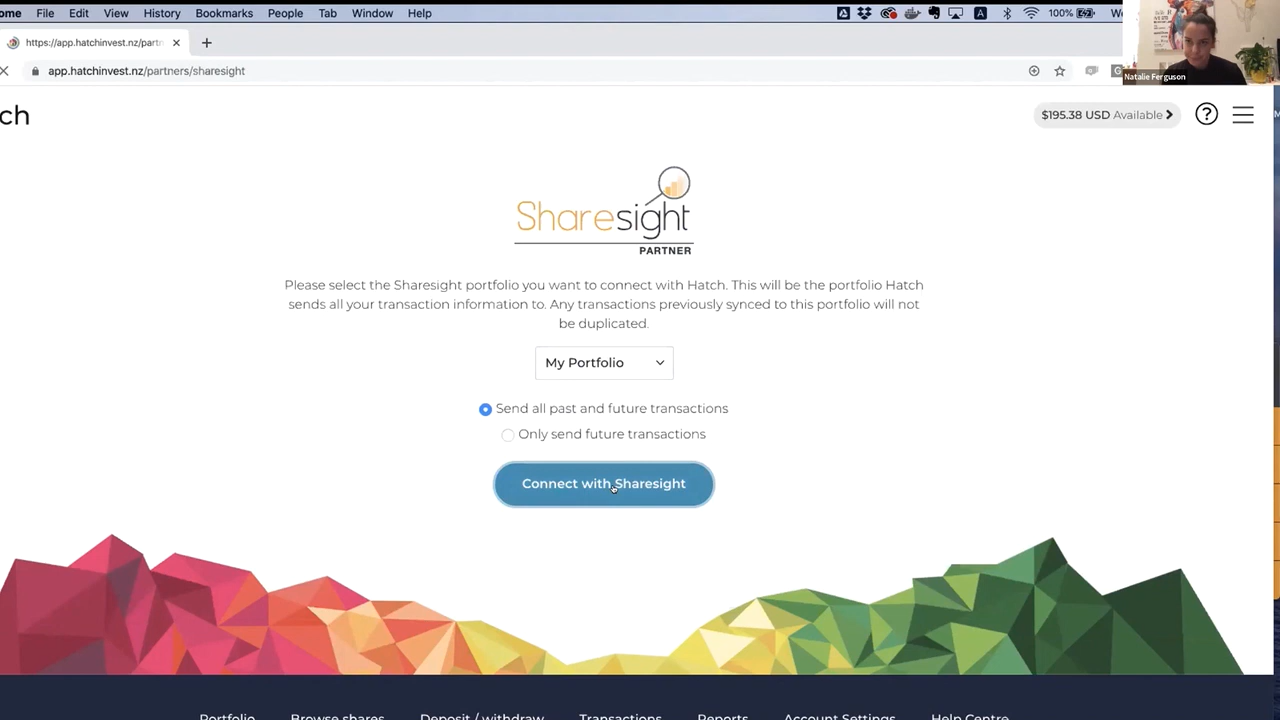 ome File Edit View History Bookmarks People Tab Window Help 100% We
https://app.hatchinvest.nz/partn
app.hatchinvest.nz/partners/sharesight
Natalie Ferguson
ch
$195.38 USD Available
Sharesight
PARTNER
Please select the Sharesight portfolio you want to connect with Hatch. This will be the portfolio Hatch
sends all your transaction information to. Any transactions previously synced to this portfolio will not
be duplicated.
My Portfolio
Send all past and future transactions
Only send future transactions
Connect with Sharesight
Portfolio Browse shares Deposit / withdraw Transactions Reports Account Settings Help Centre